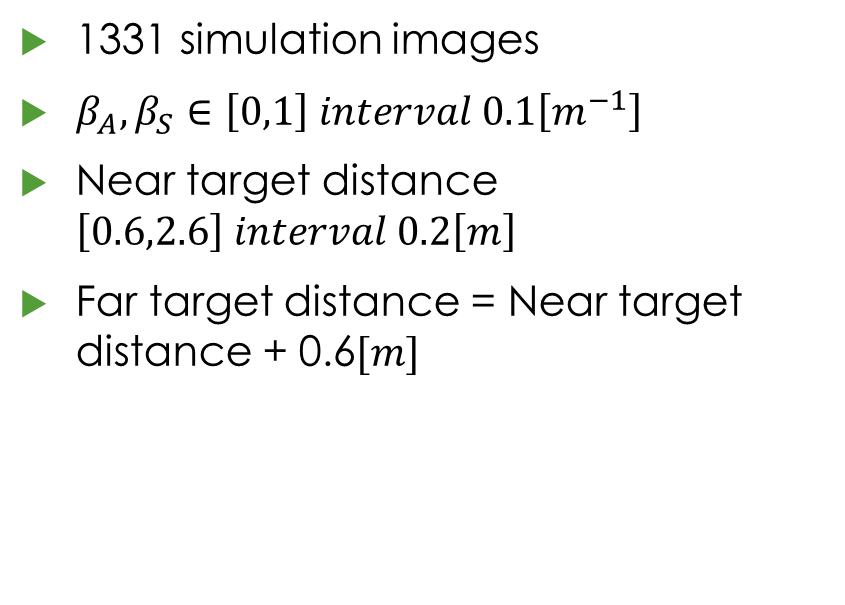 1331 simulation images
β_A, β_S ∈ [0,1] interval 0.1[m⁻¹]
Near target distance
[0.6,2.6] interval 0.2[m]
Far target distance = Near target
distance + 0.6[m]